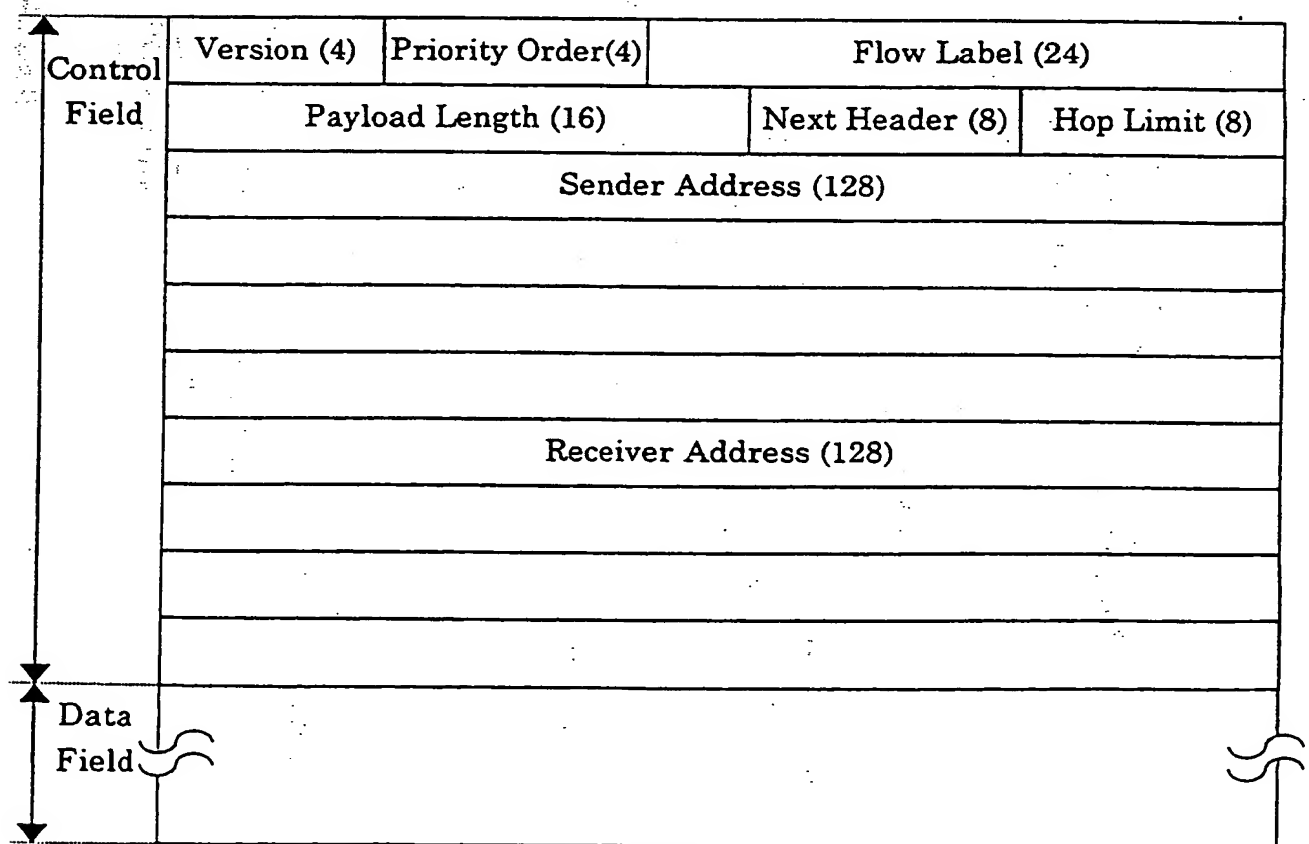 Control
Field
Version (4)
Priority Order(4)
Flow Label (24)
Payload Length (16)
Next Header (8)
Hop Limit (8)
Sender Address (128)
Receiver Address (128)
Data
Field